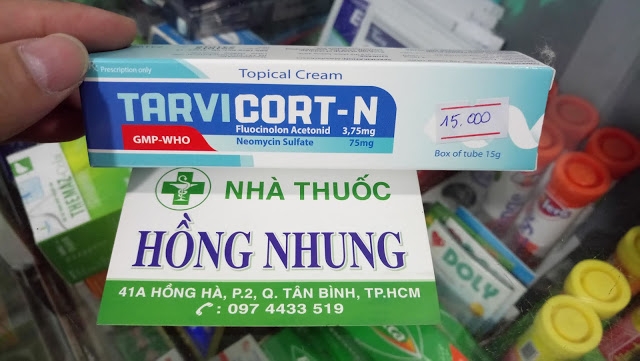 Prescription only
Topical Cream
TARVICORT-N
Fluocinolon Acetonid 3,75mg
GMP-WHO
Neomycin Sulfate 75mg
15.000
Box of tube 15g
NHÀ THUỐC
HỒNG NHUNG
41A HỒNG HÀ, P.2, Q. TÂN BÌNH, TP.HCM
: 097 4433 519
DOLY